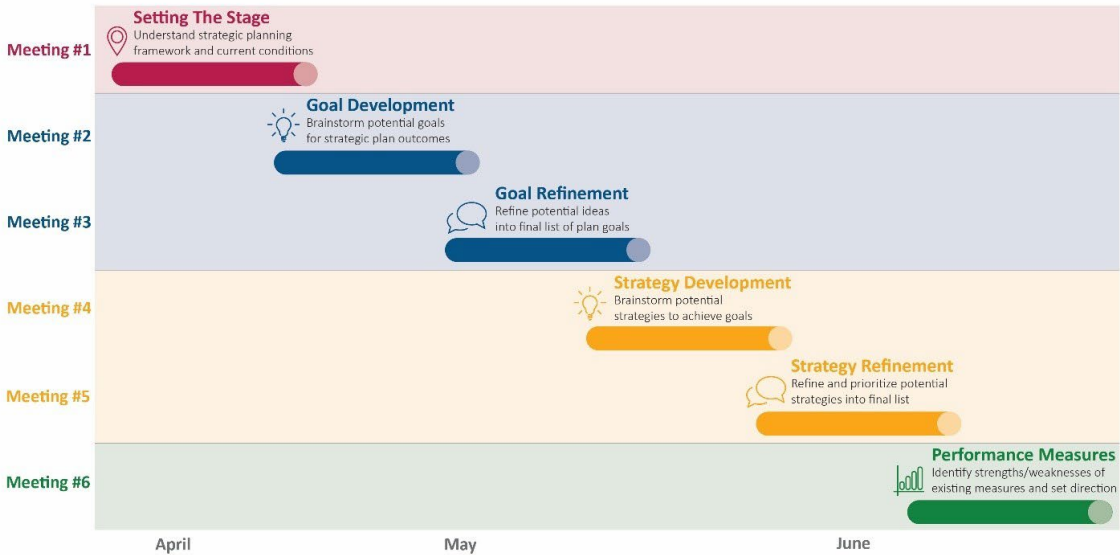 Meeting #1
Setting The Stage
Understand strategic planning
framework and current conditions
Meeting #2
Goal Development
Brainstorm potential goals
for strategic plan outcomes
Meeting #3
Goal Refinement
Refine potential ideas
into final list of plan goals
Meeting #4
Strategy Development
Brainstorm potential
strategies to achieve goals
Meeting #5
Strategy Refinement
Refine and prioritize potential
strategies into final list
Meeting #6
Performance Measures
Identify strengths/weaknesses of
existing measures and set direction
April
May
June